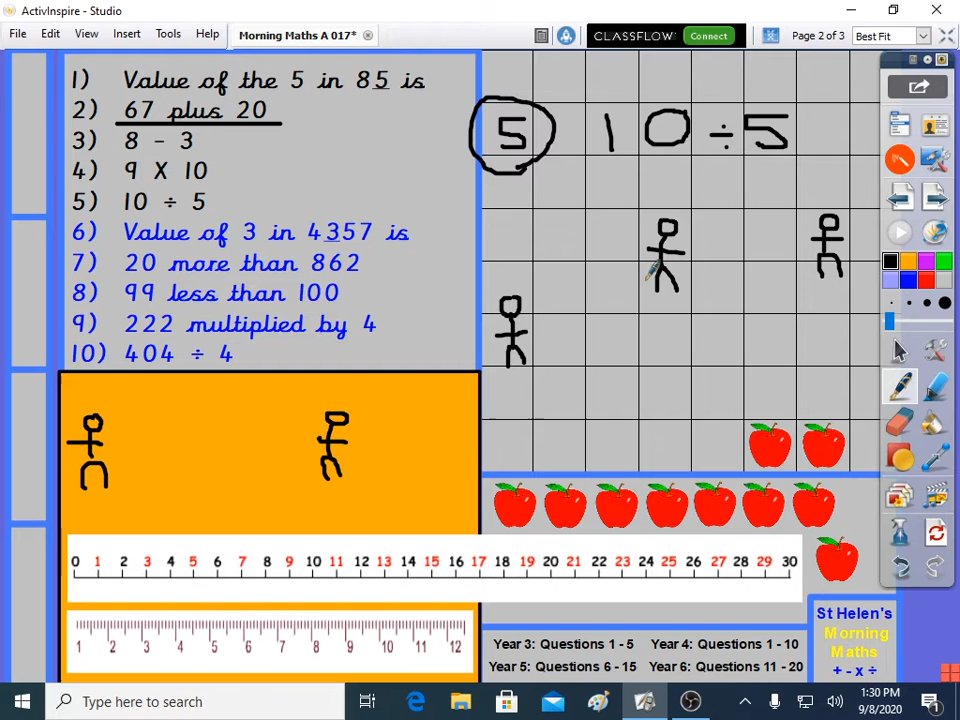 ActivInspire - Studio
File Edit View Insert Tools Help
Morning Maths A 017*
CLASSFLOW Connect
Page 2 of 3
Best Fit
1) Value of the 5 in 85 is
2) 67 plus 20
3) 8 - 3
4) 9 X 10
5) 10 ÷ 5
6) Value of 3 in 4357 is
7) 20 more than 862
8) 99 less than 100
9) 222 multiplied by 4
10) 404 ÷ 4
5 10÷5
0 1 2 3 4 5 6 7 8 9 10 11 12 13 14 15 16 17 18 19 20 21 22 23 24 25 26 27 28 29 30
1 2 3 4 5 6 7 8 9 10 11 12
Year 3: Questions 1 - 5 Year 4: Questions 1 - 10
Year 5: Questions 6 - 15 Year 6: Questions 11 - 20
St Helen's
Morning
Maths
+ - x ÷
Type here to search
1:30 PM
9/8/2020
1